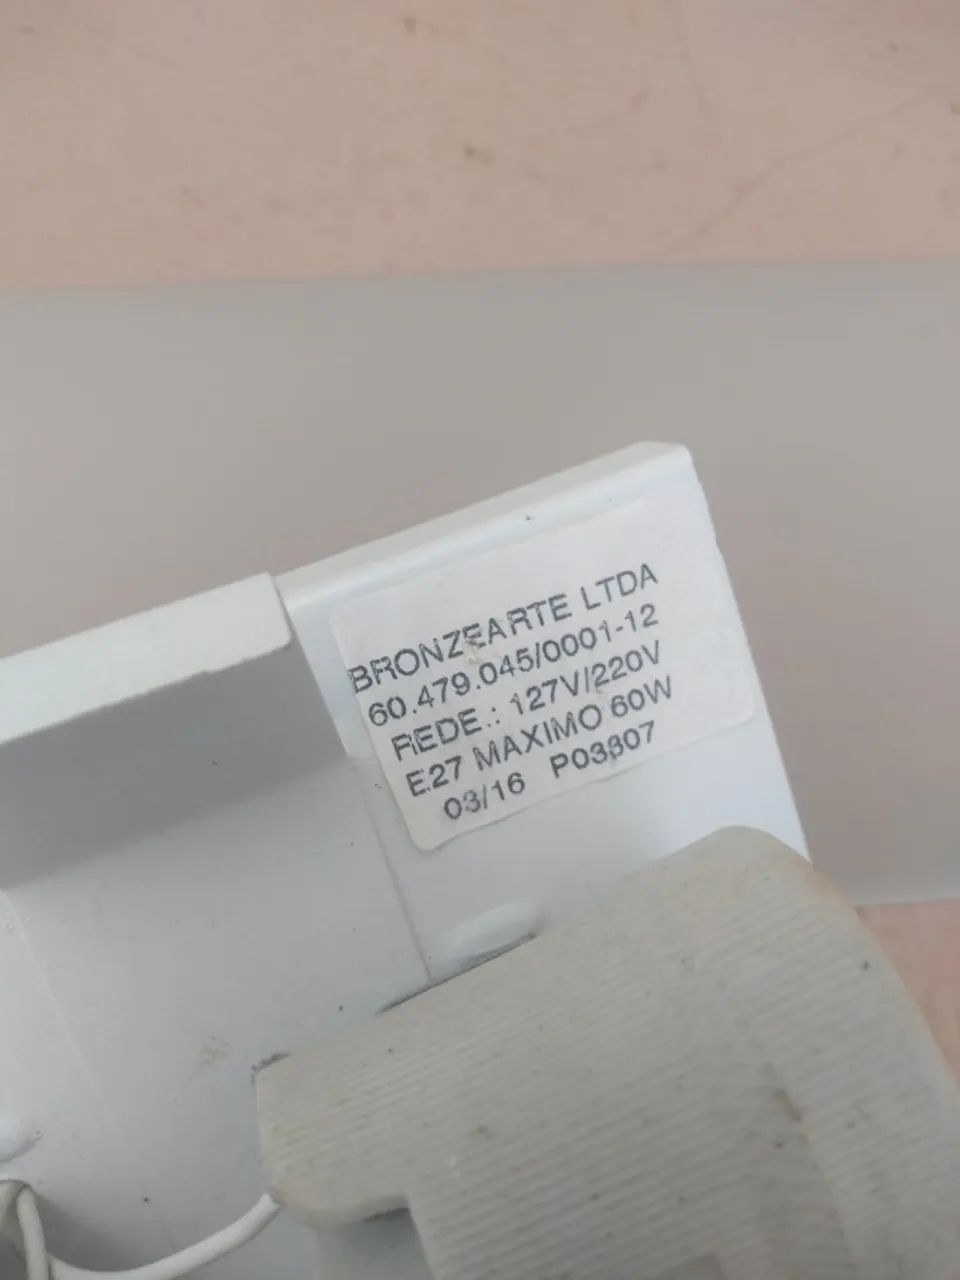 BRONZEARTE LTDA
60.479.045/0001-12
REDE.: 127V/220V
E27 MAXIMO 60W
03/16 P03807